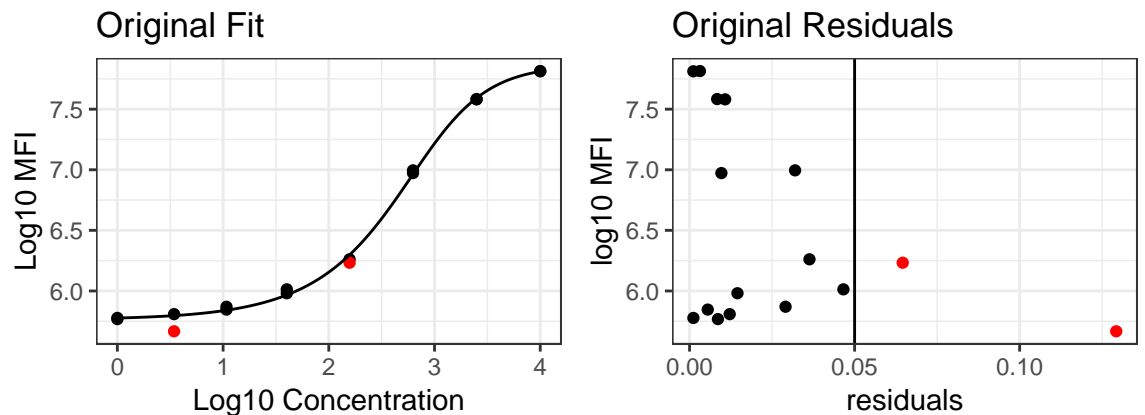 Original Fit
Log10 MFI
7.5
7.0
6.5
6.0
0 1 2 3 4
Log10 Concentration
Original Residuals
log10 MFI
7.5
7.0
6.5
6.0
0.00 0.05 0.10
residuals